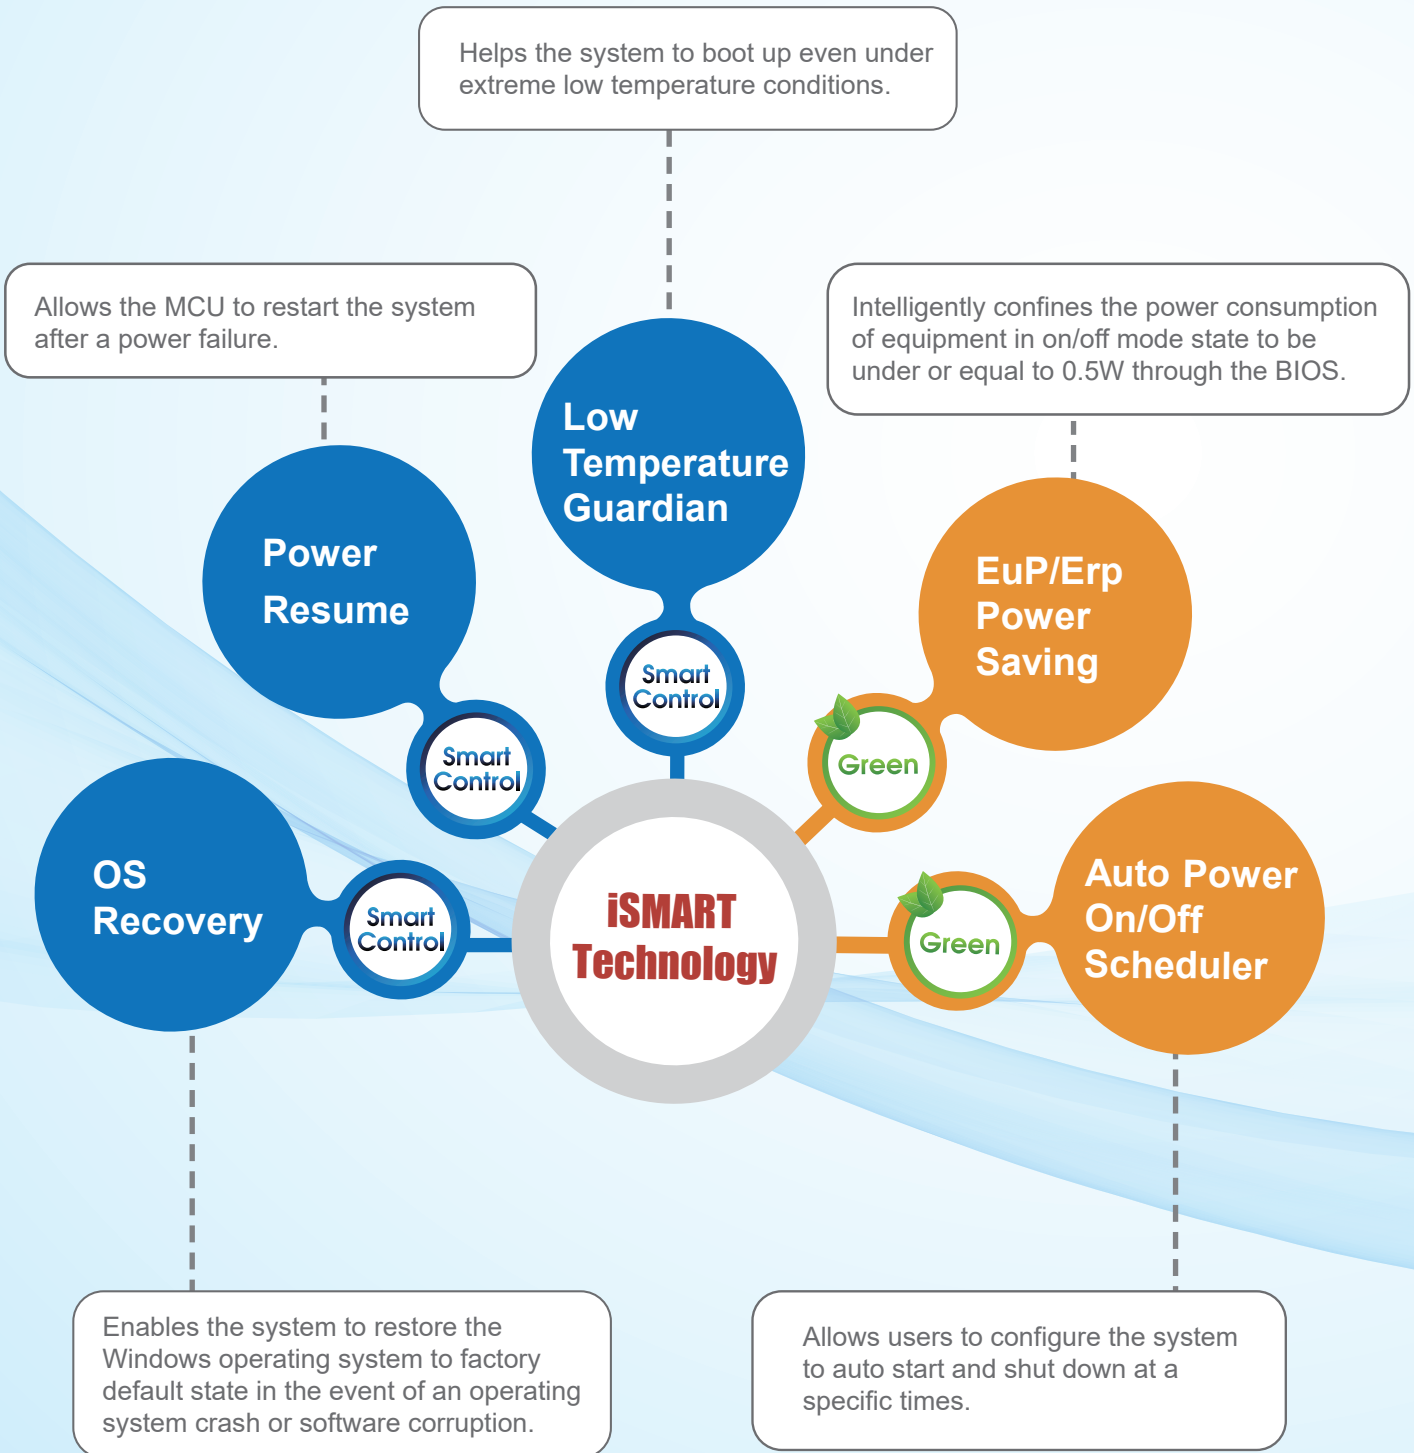 Helps the system to boot up even under
extreme low temperature conditions.
Allows the MCU to restart the system
after a power failure.
Intelligently confines the power consumption
of equipment in on/off mode state to be
under or equal to 0.5W through the BIOS.
Low
Temperature
Guardian
Power
Resume
EuP/Erp
Power
Saving
Smart
Control
Smart
Control
Green
OS
Recovery
Smart
Control
iSMART
Technology
Green
Auto Power
On/Off
Scheduler
Enables the system to restore the
Windows operating system to factory
default state in the event of an operating
system crash or software corruption.
Allows users to configure the system
to auto start and shut down at a
specific times.